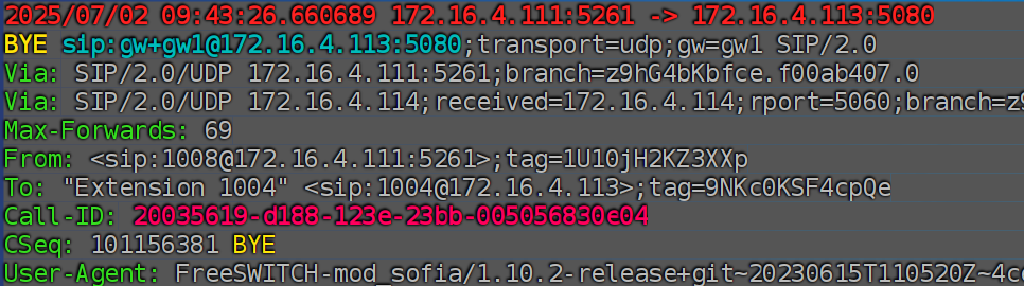 2025/07/02 09:43:26.660689 172.16.4.111:5261 -> 172.16.4.113:5080
BYE sip:gw+gw1@172.16.4.113:5080;transport=udp;gw=gw1 SIP/2.0
Via: SIP/2.0/UDP 172.16.4.111:5261;branch=z9hG4bKbfce.f00ab407.0
Via: SIP/2.0/UDP 172.16.4.114;received=172.16.4.114;rport=5060;branch=z9
Max-Forwards: 69
From: <sip:1008@172.16.4.111:5261>;tag=1U10jH2KZ3XXp
To: "Extension 1004" <sip:1004@172.16.4.113>;tag=9NKc0KSF4cpQe
Call-ID: 20035619-d188-123e-23bb-005056830e04
CSeq: 101156381 BYE
User-Agent: FreeSWITCH-mod_sofia/1.10.2-release+git~20230615T110520Z~4c